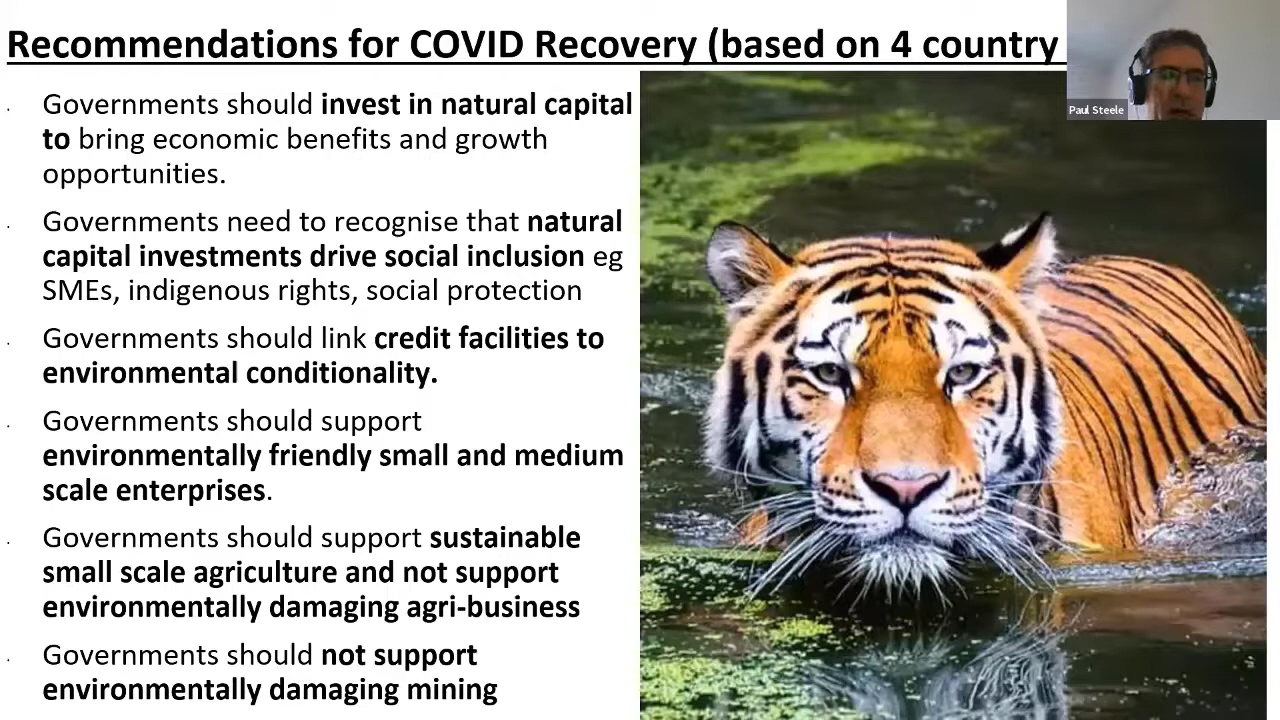 Recommendations for COVID Recovery (based on 4 country
Paul Steele
· Governments should invest in natural capital
to bring economic benefits and growth
opportunities.
· Governments need to recognise that natural
capital investments drive social inclusion eg
SMEs, indigenous rights, social protection
· Governments should link credit facilities to
environmental conditionality.
· Governments should support
environmentally friendly small and medium
scale enterprises.
· Governments should support sustainable
small scale agriculture and not support
environmentally damaging agri-business
· Governments should not support
environmentally damaging mining